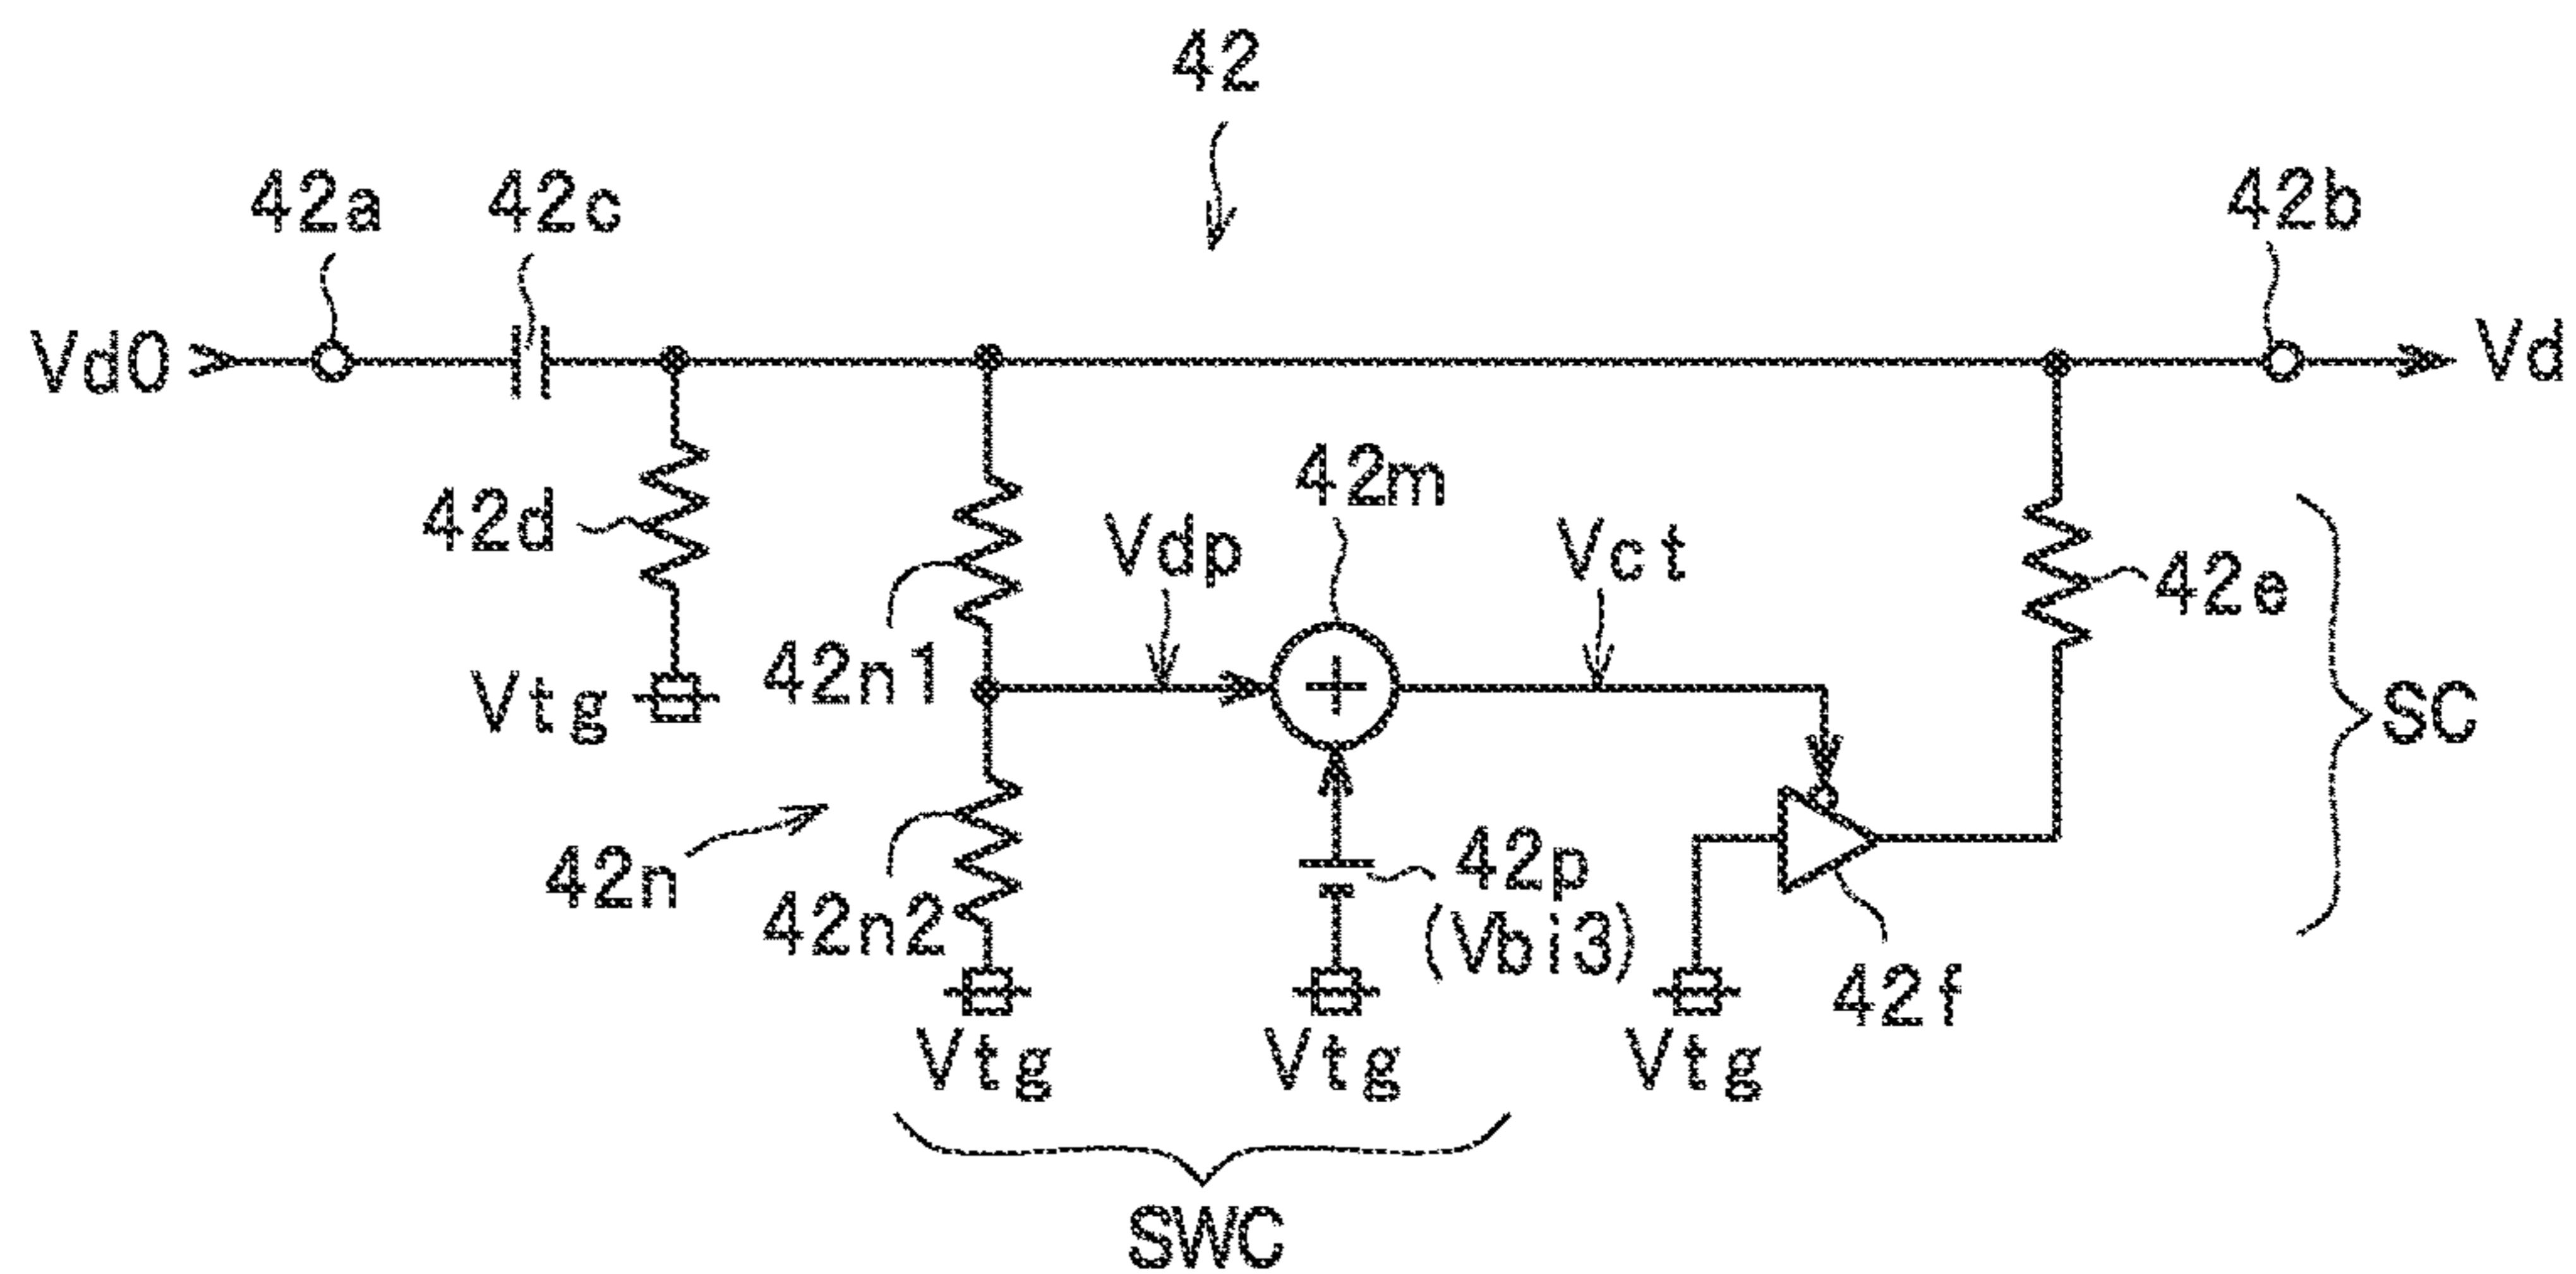 42
42a
42c
42b
Vd0
Vd
42d
Vdp
42m
Vct
42e
Vtg
42n1
SC
42n
42n2
42p
(Vbi3)
42f
Vtg
Vtg
Vtg
SWC